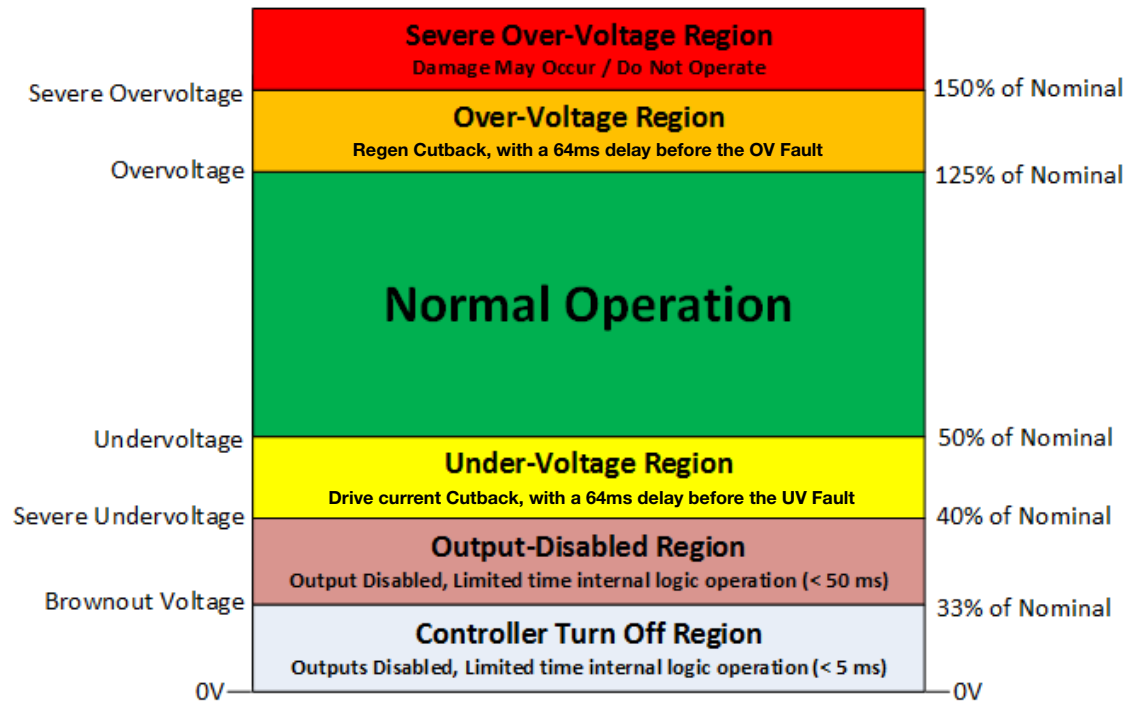 Severe Over-Voltage Region
Damage May Occur / Do Not Operate
Severe Overvoltage
150% of Nominal
Over-Voltage Region
Regen Cutback, with a 64ms delay before the OV Fault
Overvoltage
125% of Nominal
Normal Operation
Undervoltage
50% of Nominal
Under-Voltage Region
Drive current Cutback, with a 64ms delay before the UV Fault
Severe Undervoltage
40% of Nominal
Output-Disabled Region
Output Disabled, Limited time internal logic operation (< 50 ms)
Brownout Voltage
33% of Nominal
Controller Turn Off Region
Outputs Disabled, Limited time internal logic operation (< 5 ms)
0V
0V